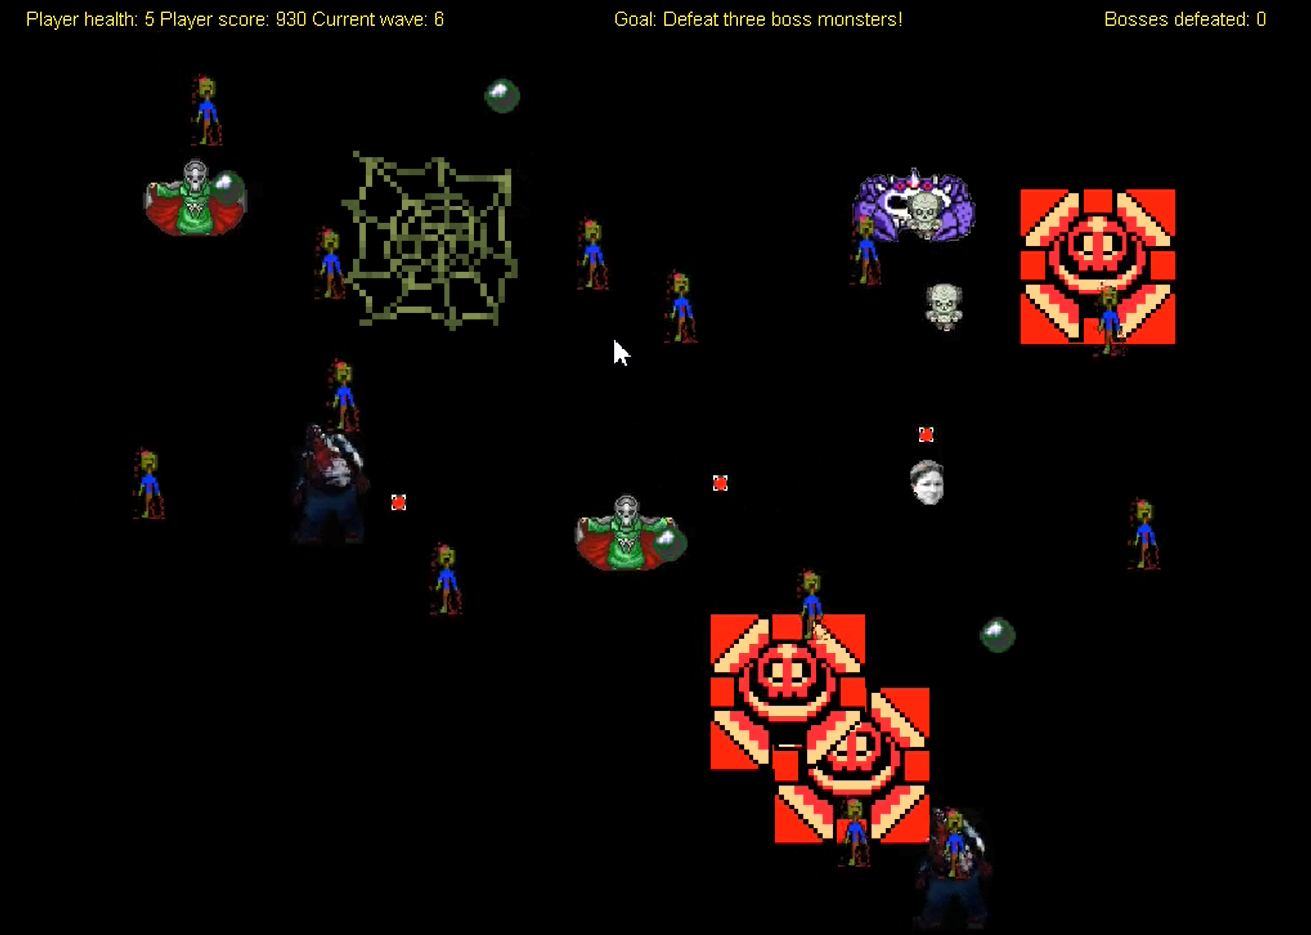 Player health: 5 Player score: 930 Current wave: 6
Goal: Defeat three boss monsters!
Bosses defeated: 0